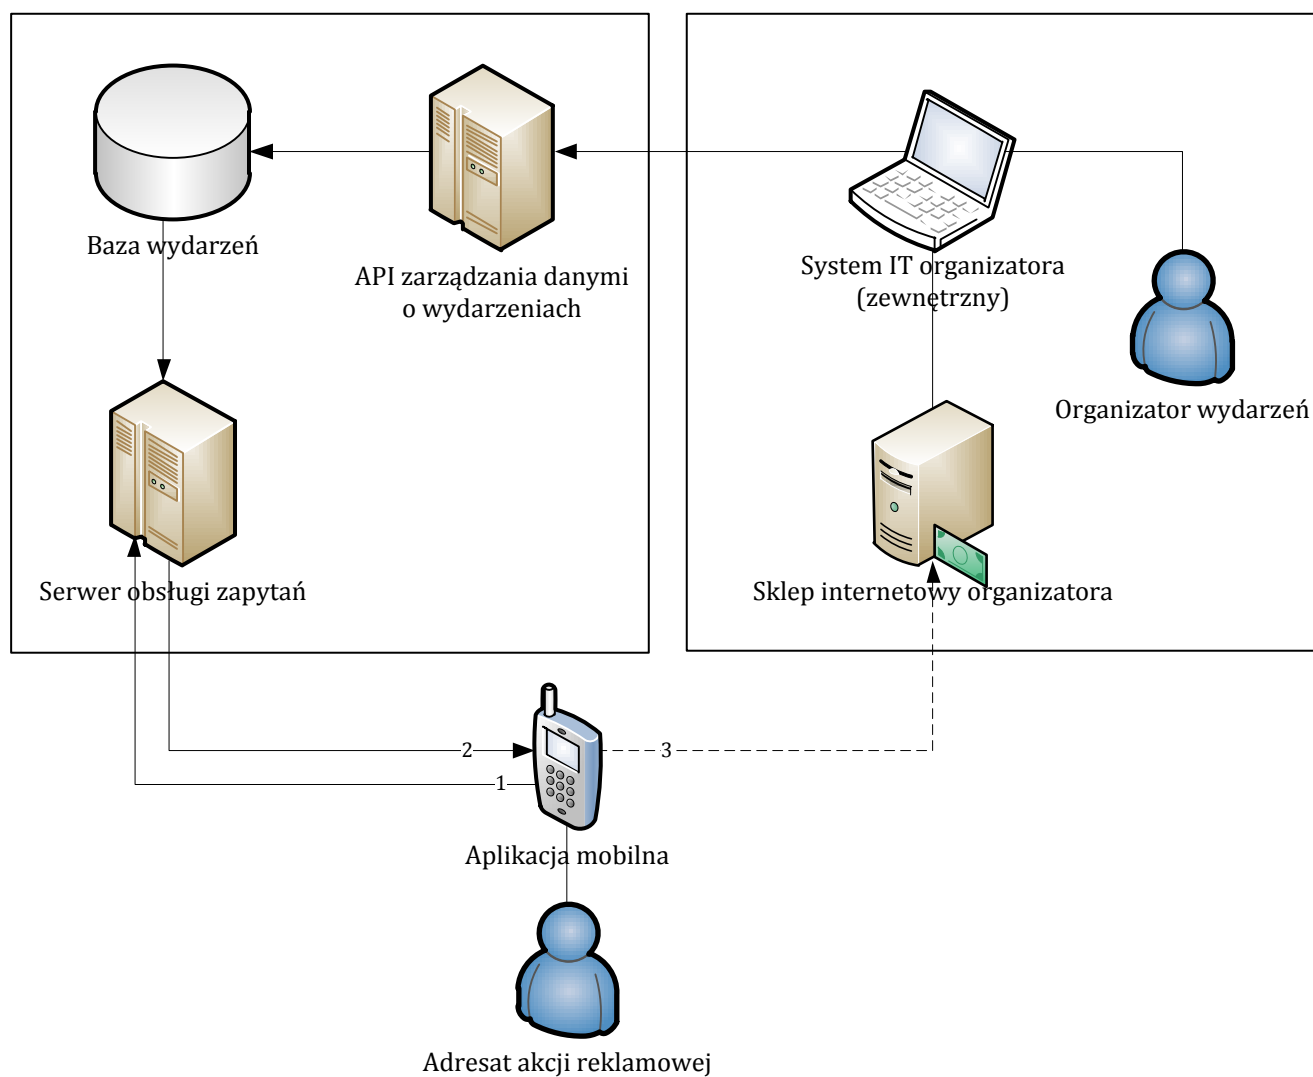 Baza wydarzeń
API zarządzania danymi
o wydarzeniach
System IT organizatora
(zewnętrzny)
Organizator wydarzeń
Serwer obsługi zapytań
Sklep internetowy organizatora
2
3
1
Aplikacja mobilna
Adresat akcji reklamowej